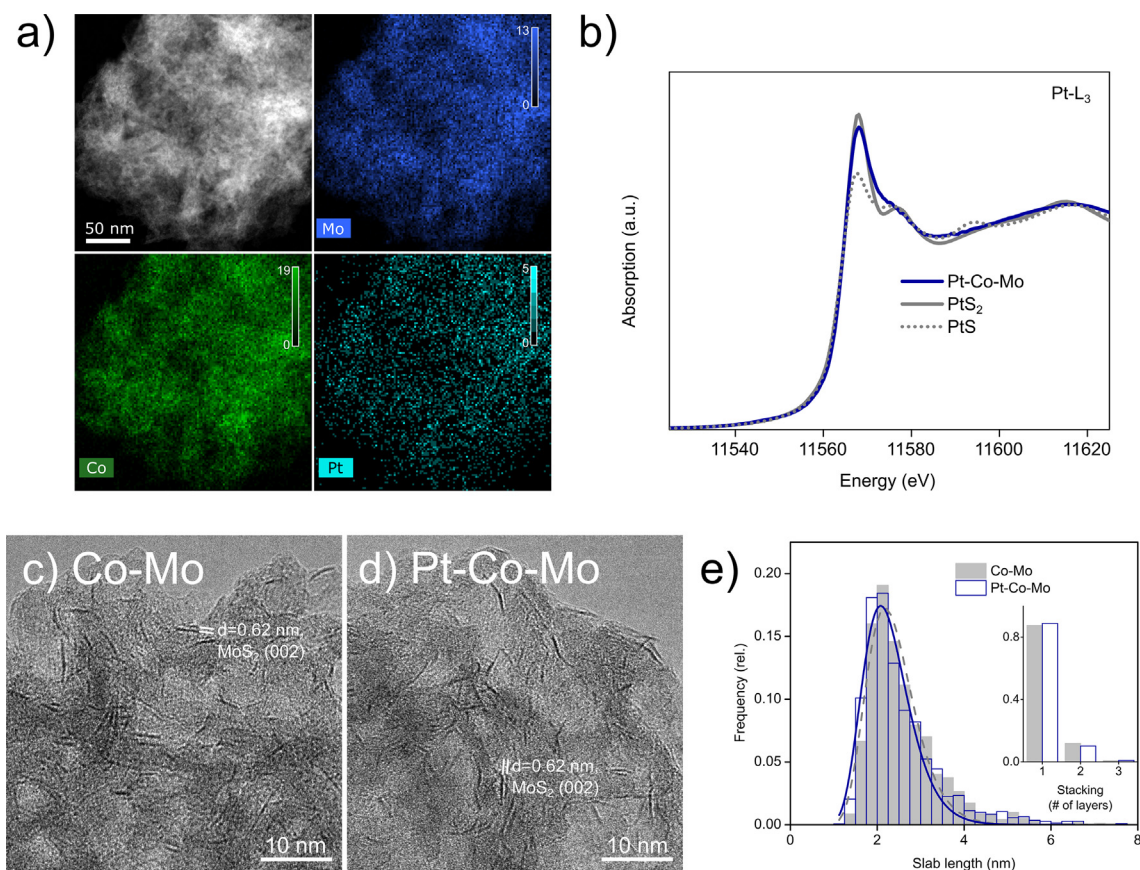 a)
13
0
50 nm
Mo
19
0
Co
5
0
Pt
b)
Pt-L₃
Absorption (a.u.)
Pt-Co-Mo
PtS₂
PtS
11540 11560 11580 11600 11620
Energy (eV)
c) Co-Mo
d=0.62 nm,
MoS₂ (002)
10 nm
d) Pt-Co-Mo
d=0.62 nm,
MoS₂ (002)
10 nm
e)
Frequency (rel.)
0.20
0.15
0.10
0.05
0.00
0 2 4 6 8
Slab length (nm)
Co-Mo
Pt-Co-Mo
0.8
0.4
0.0
1 2 3
Stacking
(# of layers)